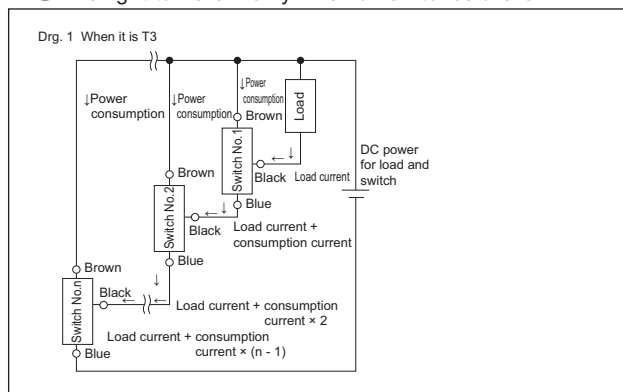 Drg. 1 When it is T3
↓Power
consumption
↓Power
consumption
↓Power
consumption
Load
Brown
Switch No.1
Black
Load current
Blue
DC power
for load and
switch
Brown
Switch No.2
Black
Blue
Load current +
consumption current
Brown
Switch No.n
Black
Blue
Load current + consumption
current × 2
Load current + consumption
current × (n - 1)